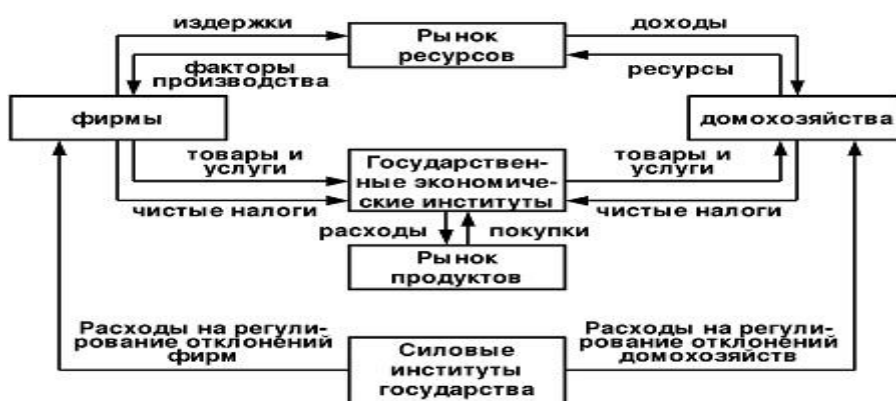 издержки
Рынок
ресурсов
доходы
факторы
производства
ресурсы
фирмы
домохозяйства
товары и
услуги
Государствен-
ные экономиче-
ские институты
товары и
услуги
чистые налоги
чистые налоги
расходы
покупки
Рынок
продуктов
Расходы на регули-
рование отклонений
фирм
Силовые
институты
государства
Расходы на регули-
рование отклонений
домохозяйств